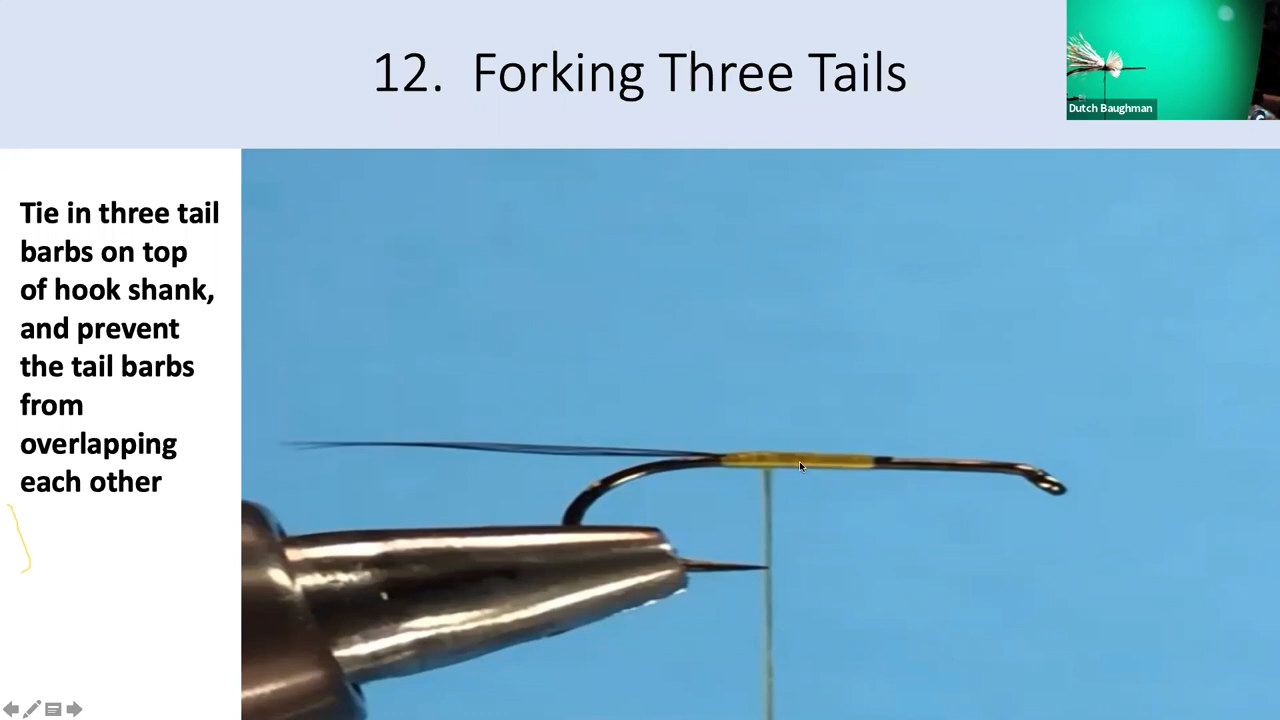 12. Forking Three Tails
Dutch Baughman
Tie in three tail
barbs on top
of hook shank,
and prevent
the tail barbs
from
overlapping
each other